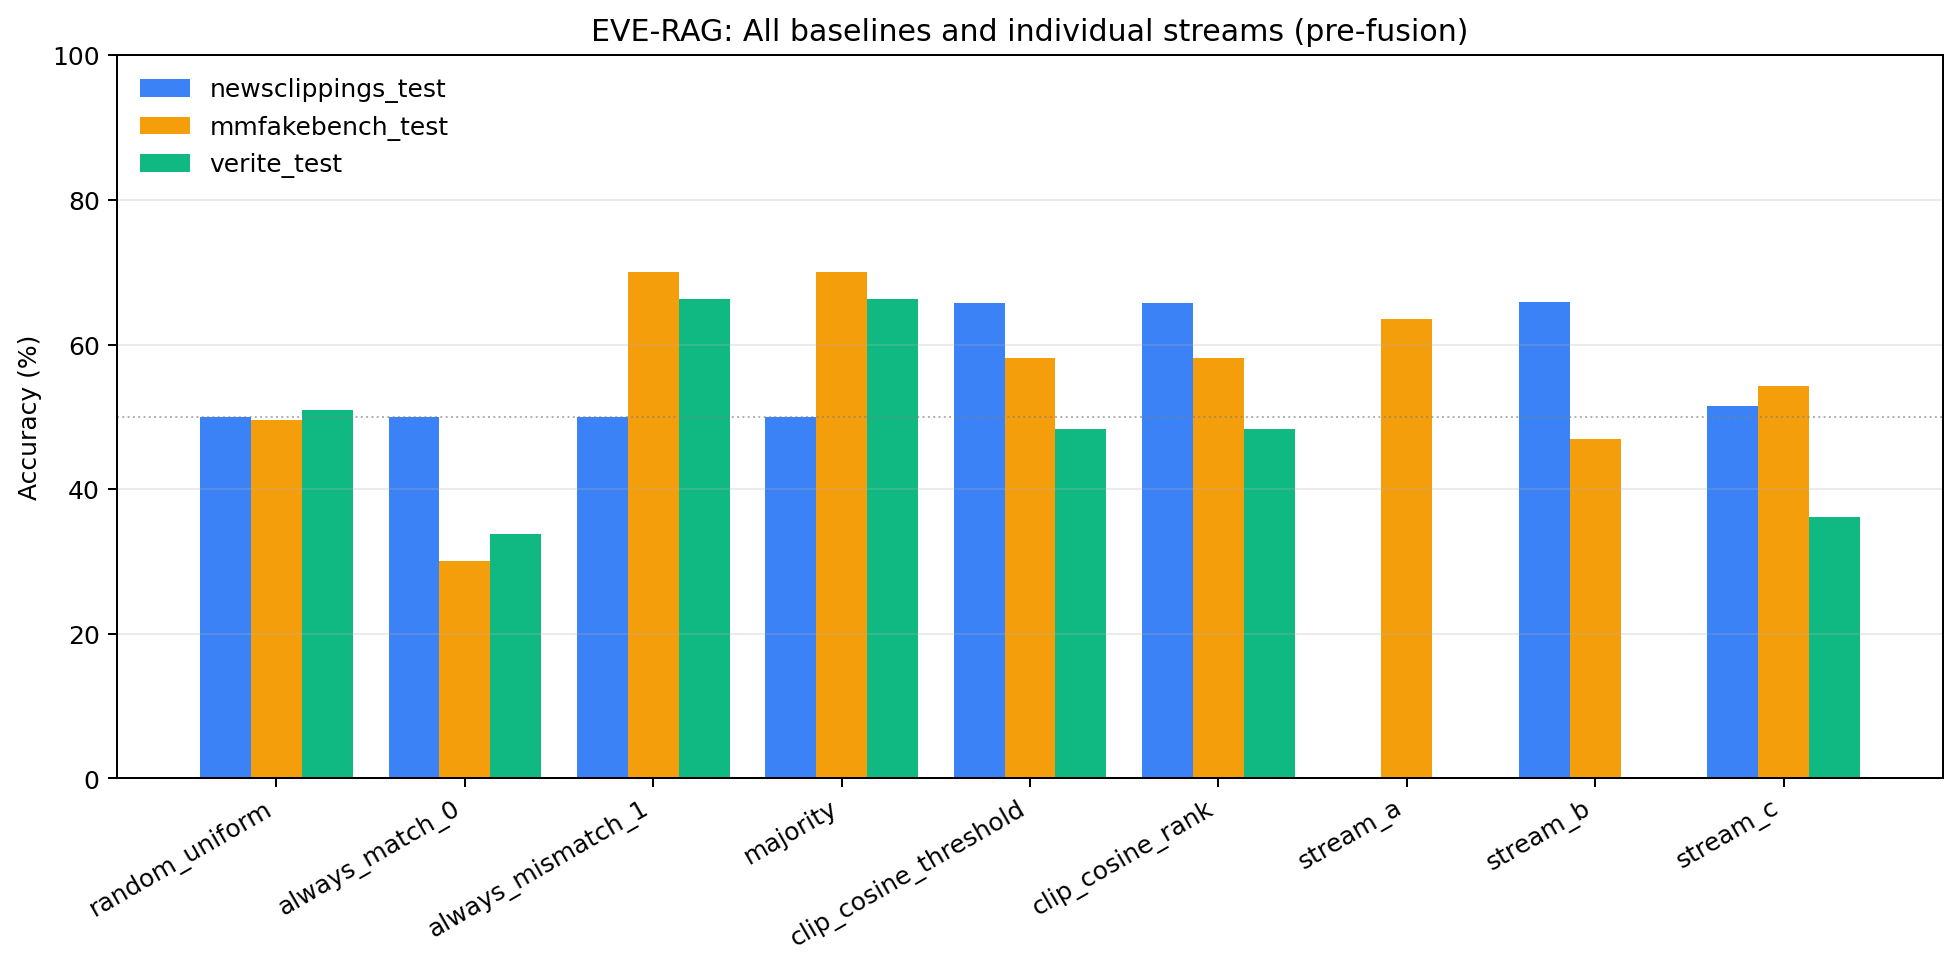 EVE-RAG: All baselines and individual streams (pre-fusion)
newsclippings_test
mmfakebench_test
verite_test
Accuracy (%)
100
80
60
40
20
0
random_uniform
always_match_0
always_mismatch_1
majority
clip_cosine_threshold
clip_cosine_rank
stream_a
stream_b
stream_c